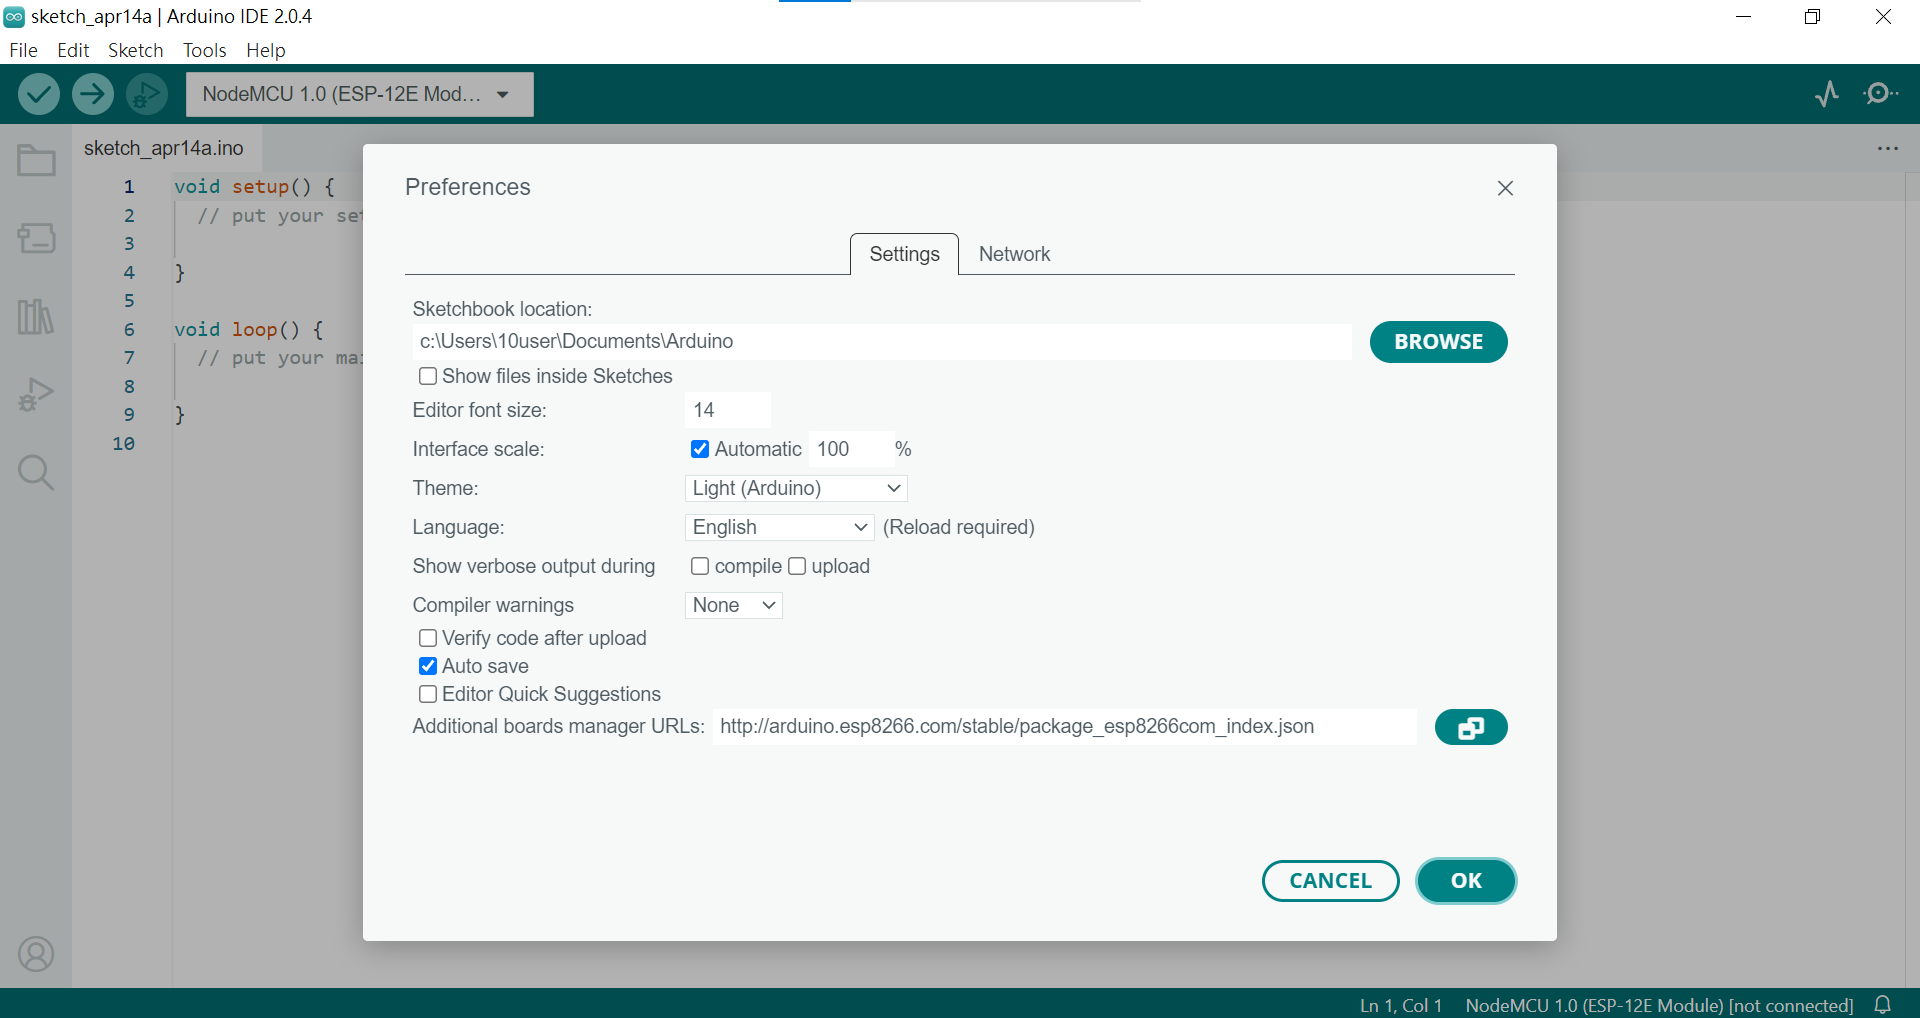 sketch_apr14a | Arduino IDE 2.0.4
File Edit Sketch Tools Help
NodeMCU 1.0 (ESP-12E Mod...
sketch_apr14a.ino
1 void setup() {
2 // put your set
3
4 }
5
6 void loop() {
7 // put your mai
8
9 }
10
Preferences
Settings Network
Sketchbook location:
c:\Users\10user\Documents\Arduino
BROWSE
Show files inside Sketches
Editor font size: 14
Interface scale: Automatic 100 %
Theme: Light (Arduino)
Language: English (Reload required)
Show verbose output during compile upload
Compiler warnings None
Verify code after upload
Auto save
Editor Quick Suggestions
Additional boards manager URLs: http://arduino.esp8266.com/stable/package_esp8266com_index.json
CANCEL OK
Ln 1, Col 1 NodeMCU 1.0 (ESP-12E Module) [not connected]